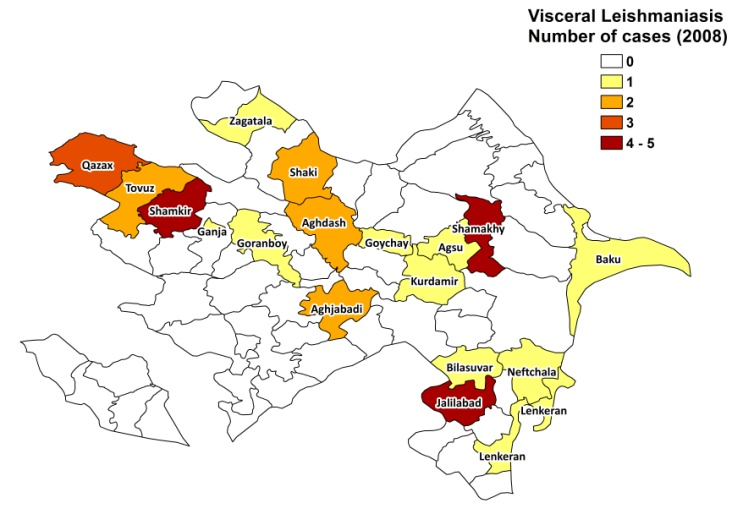 Visceral Leishmaniasis
Number of cases (2008)
0
1
2
3
4 - 5
Zagatala
Qazax
Shaki
Tovuz
Shamkir
Aghdash
Ganja
Goranboy
Goychay
Shamakhy
Agsu
Baku
Kurdamir
Aghjabadi
Bilasuvar
Neftchala
Jalilabad
Lenkeran
Lenkeran